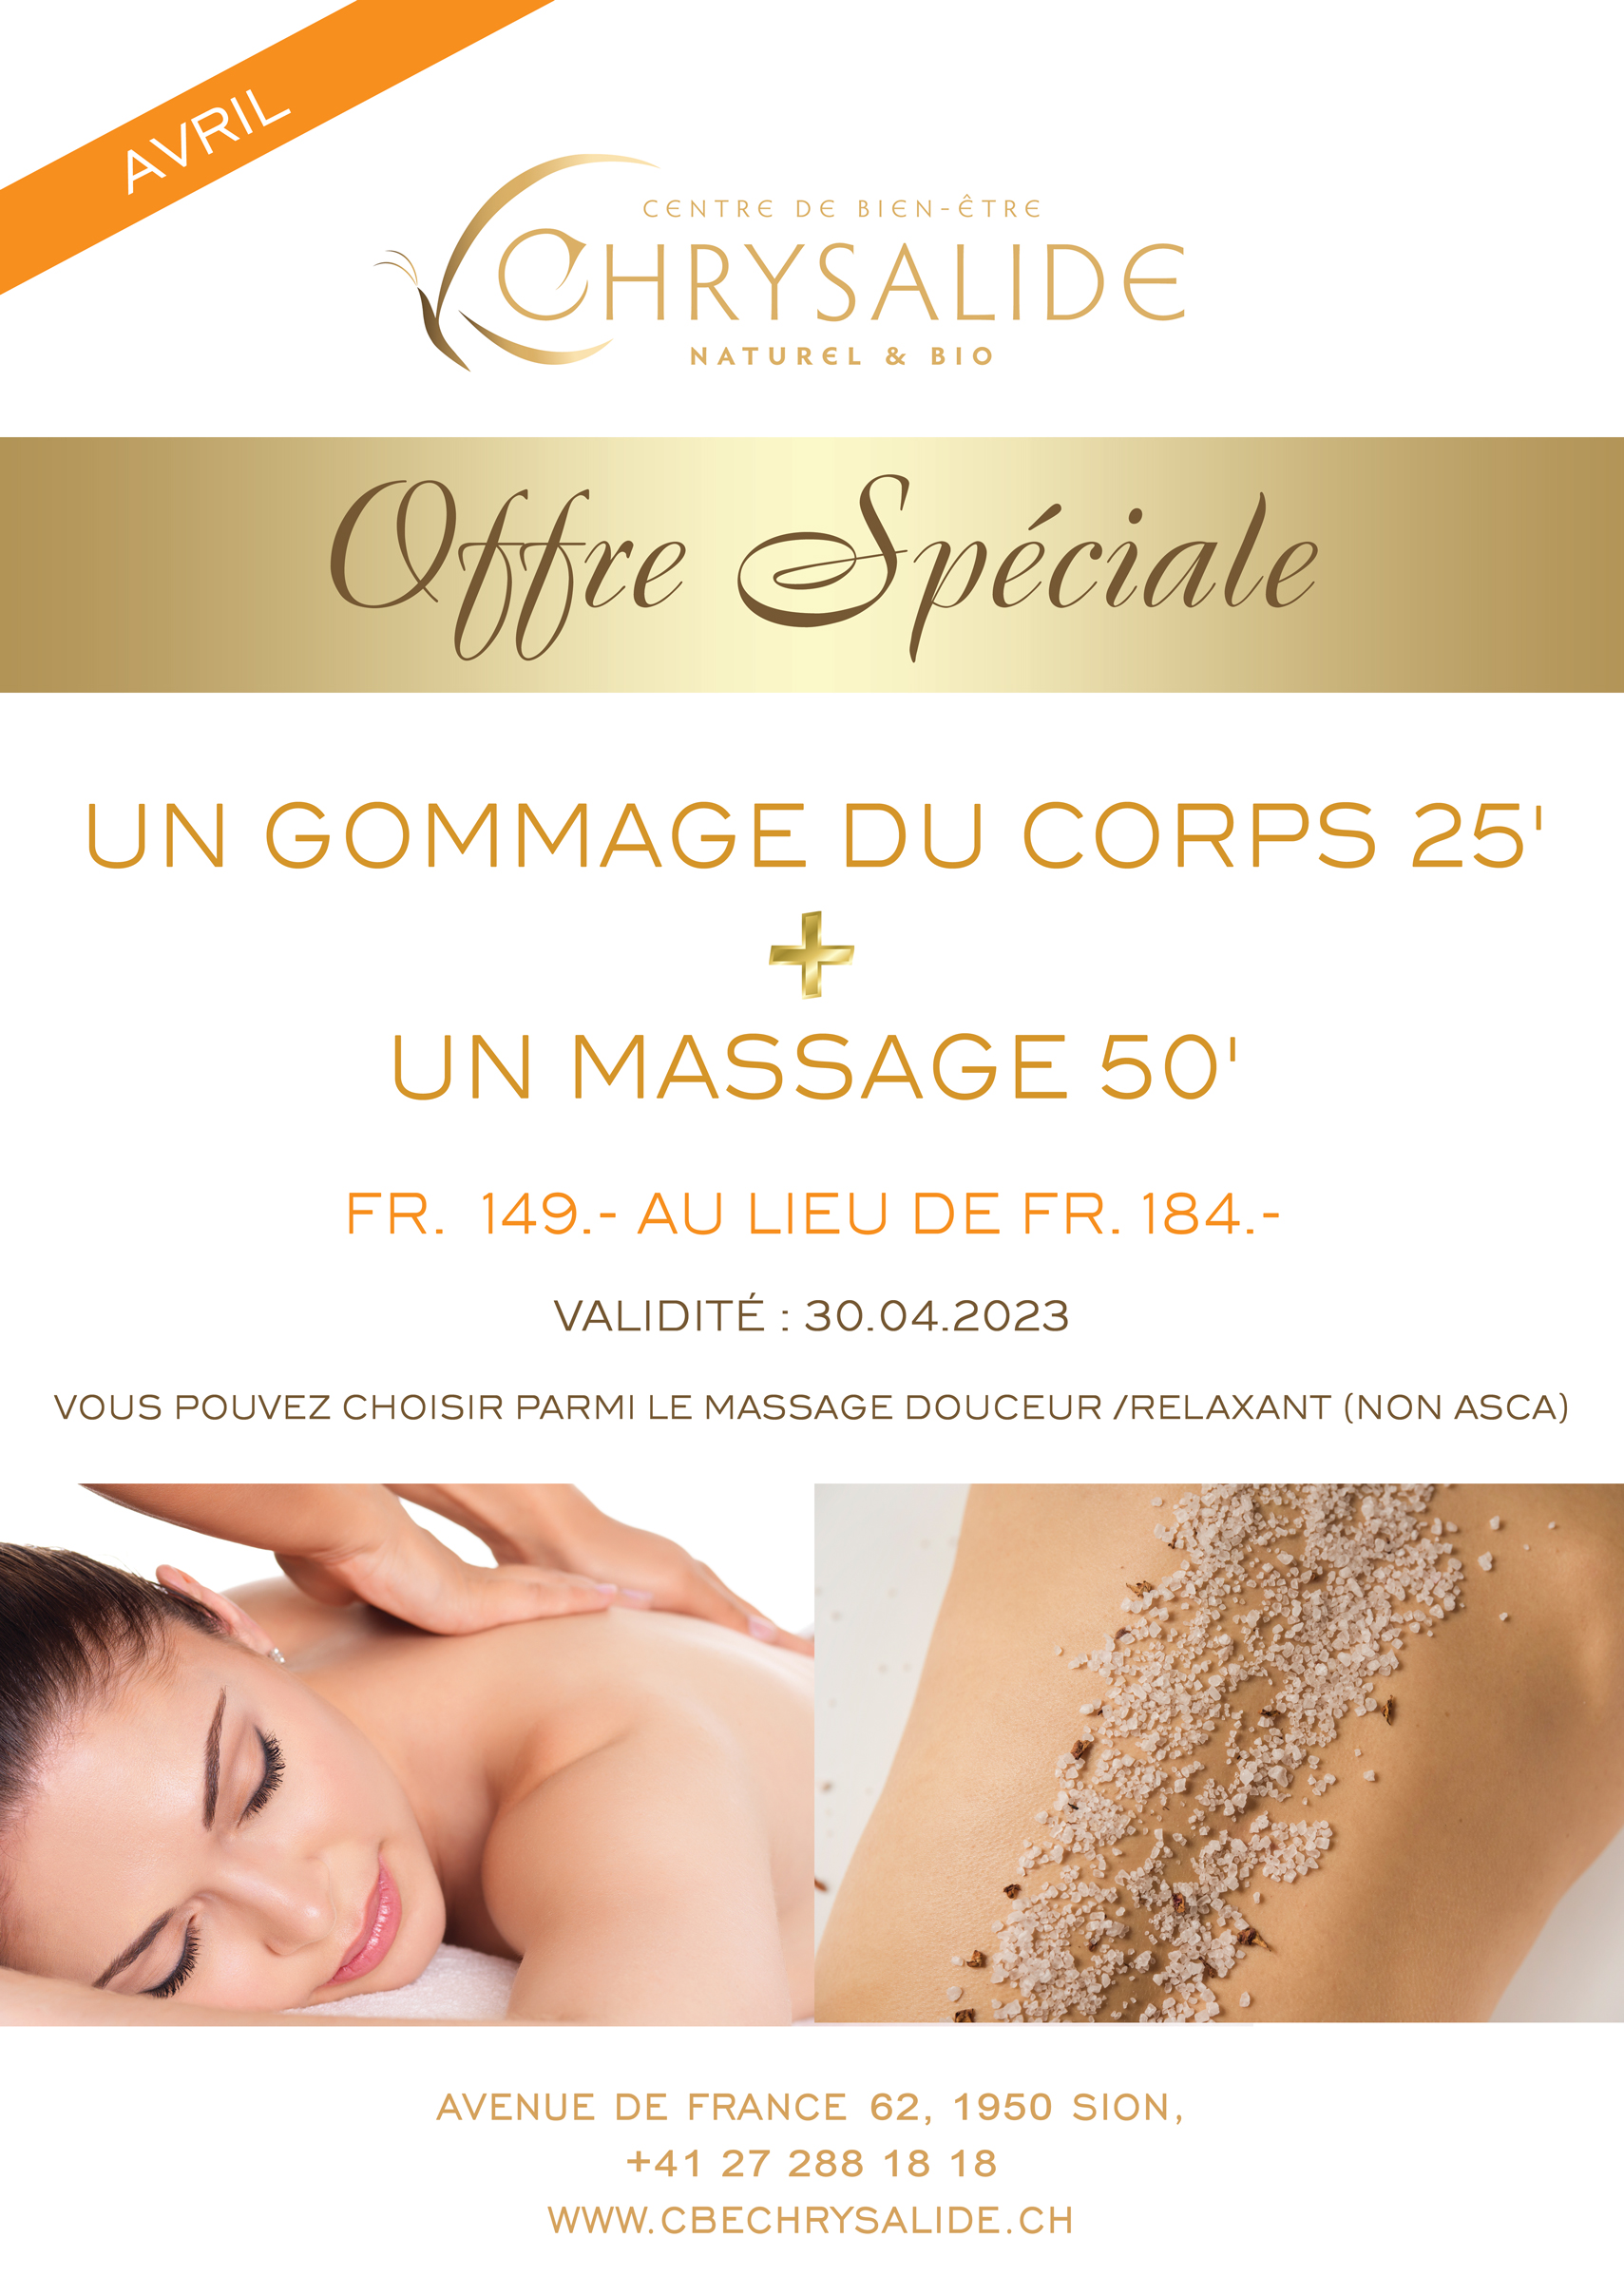 AVRIL
CENTRE DE BIEN-ÊTRE
CHRYSALIDE
NATUREL & BIO
Offre Spéciale
UN GOMMAGE DU CORPS 25'
+
UN MASSAGE 50'
FR. 149.- AU LIEU DE FR. 184.-
VALIDITÉ : 30.04.2023
VOUS POUVEZ CHOISIR PARMI LE MASSAGE DOUCEUR /RELAXANT (NON ASCA)
AVENUE DE FRANCE 62, 1950 SION,
+41 27 288 18 18
WWW.CBECHRYSALIDE.CH